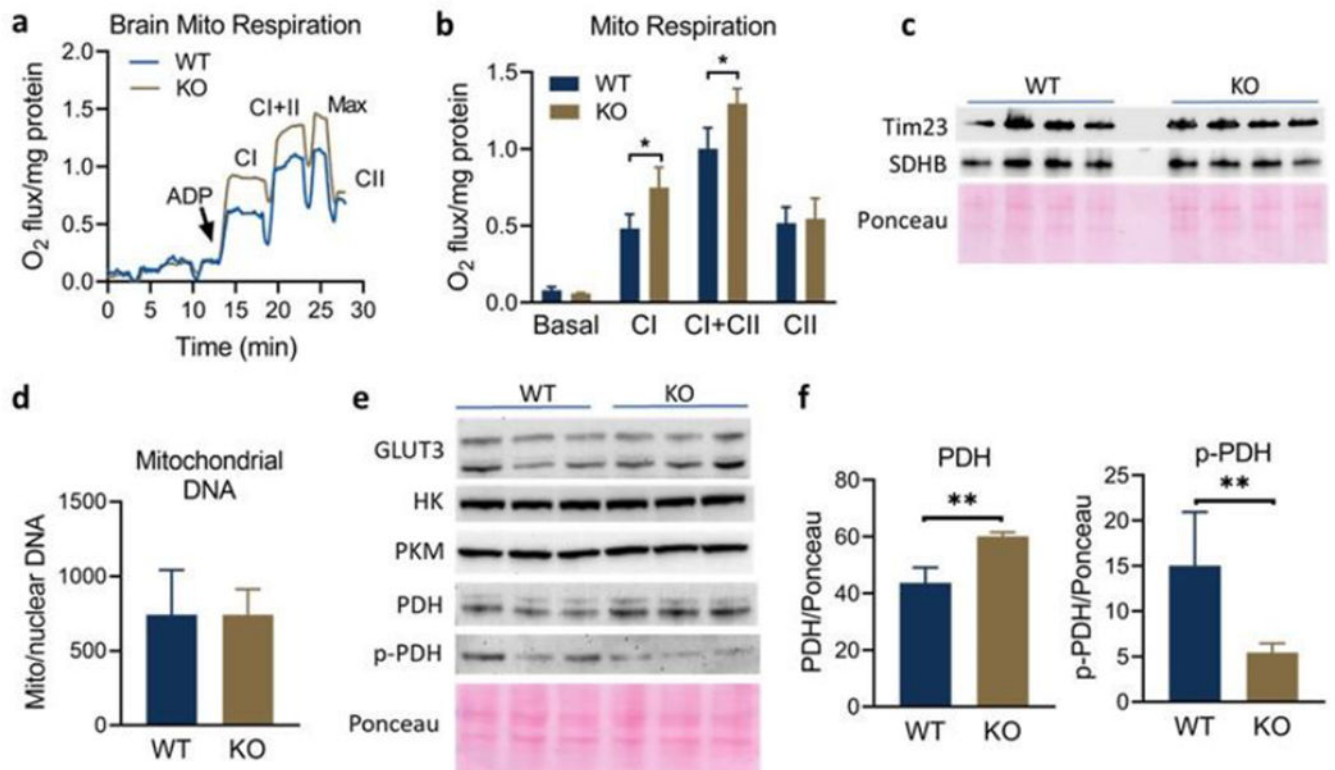 a
Brain Mito Respiration
WT
KO
O2 flux/mg protein
2.0
1.5
1.0
0.5
0.0
ADP
CI
CI+II
Max
CII
0 5 10 15 20 25 30
Time (min)
b
Mito Respiration
WT
KO
O2 flux/mg protein
1.5
1.0
0.5
0.0
*
*
Basal CI CI+CII CII
c
WT KO
Tim23
SDHB
Ponceau
d
Mitochondrial
DNA
Mito/nuclear DNA
1500
1000
500
0
WT KO
e
WT KO
GLUT3
HK
PKM
PDH
p-PDH
Ponceau
f
PDH
**
PDH/Ponceau
80
60
40
20
0
WT KO
p-PDH
**
p-PDH/Ponceau
25
20
15
10
5
0
WT KO